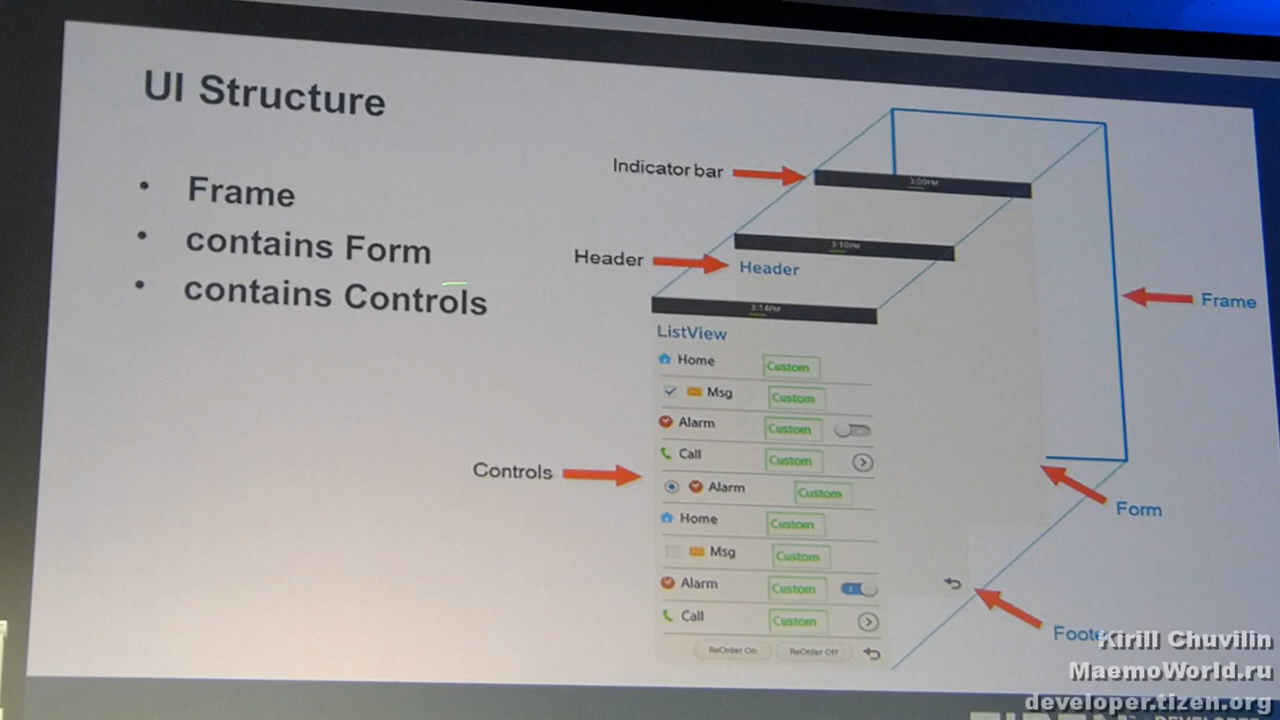 UI Structure
• Frame
• contains Form
• contains Controls
Indicator bar
3:09PM
3:10PM
Header
Header
3:14PM
Frame
ListView
Home Custom
Msg Custom
Alarm Custom
Call Custom
Controls
Alarm Custom
Form
Home Custom
Msg Custom
Alarm Custom
Call Custom
ReOrder On ReOrder Off
Kirill Chuvilin
MaemoWorld.ru
developer.tizen.org